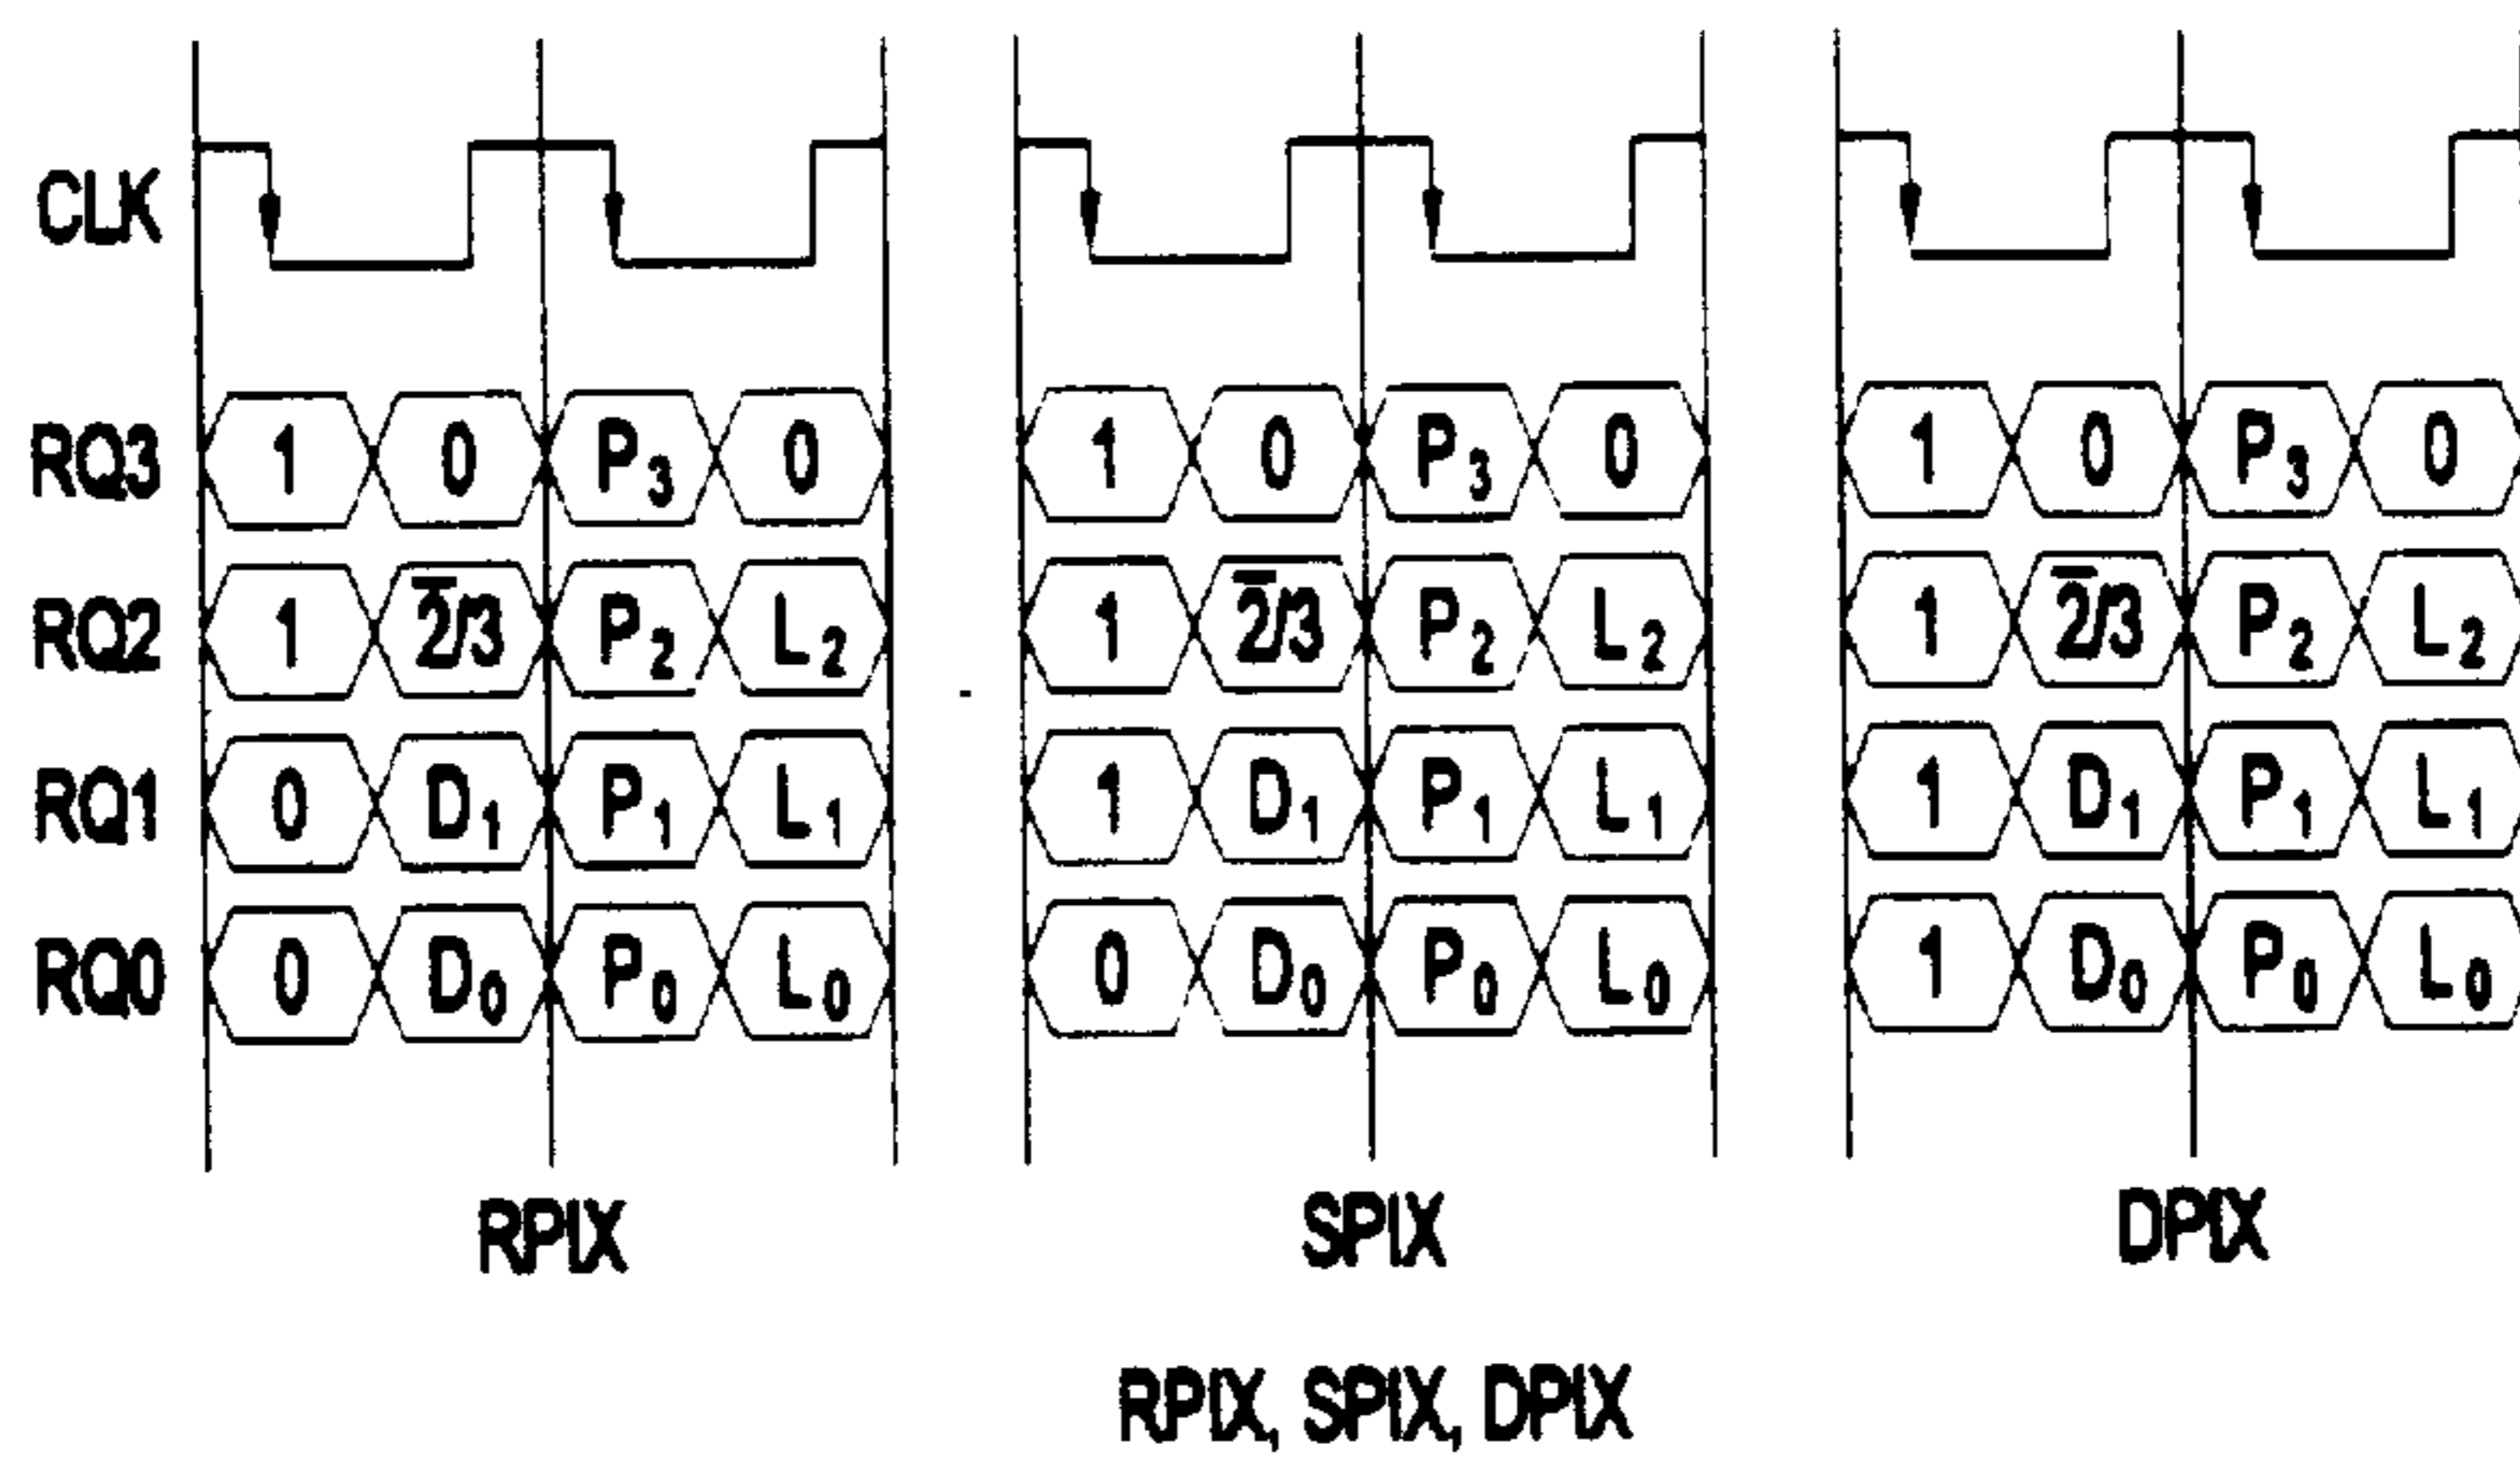 CLK
RQ3 1 0 P3 0 1 0 P3 0 1 0 P3 0
RQ2 1 2̅/3 P2 L2 1 2̅/3 P2 L2 1 2̅/3 P2 L2
RQ1 0 D1 P1 L1 1 D1 P1 L1 1 D1 P1 L1
RQ0 0 D0 P0 L0 0 D0 P0 L0 1 D0 P0 L0
RPIX SPIX DPIX
RPIX, SPIX, DPIX